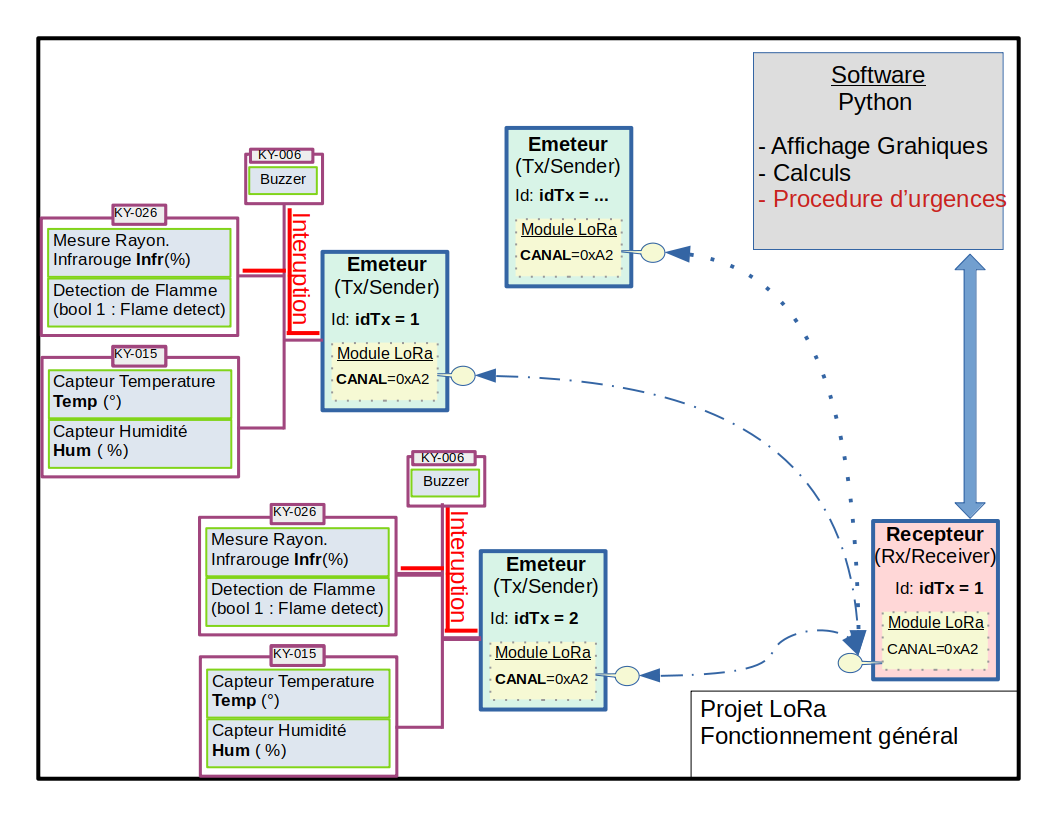 Software
Python
- Affichage Grahiques
- Calculs
- Procedure d’urgences
Emeteur
(Tx/Sender)
Id: idTx = ...
Module LoRa
CANAL=0xA2
KY-006
Buzzer
KY-026
Mesure Rayon.
Infrarouge Infr(%)
Detection de Flamme
(bool 1 : Flame detect)
KY-015
Capteur Temperature
Temp (°)
Capteur Humidité
Hum ( %)
Interuption
Emeteur
(Tx/Sender)
Id: idTx = 1
Module LoRa
CANAL=0xA2
KY-006
Buzzer
KY-026
Mesure Rayon.
Infrarouge Infr(%)
Detection de Flamme
(bool 1 : Flame detect)
KY-015
Capteur Temperature
Temp (°)
Capteur Humidité
Hum ( %)
Interuption
Emeteur
(Tx/Sender)
Id: idTx = 2
Module LoRa
CANAL=0xA2
Recepteur
(Rx/Receiver)
Id: idTx = 1
Module LoRa
CANAL=0xA2
Projet LoRa
Fonctionnement général